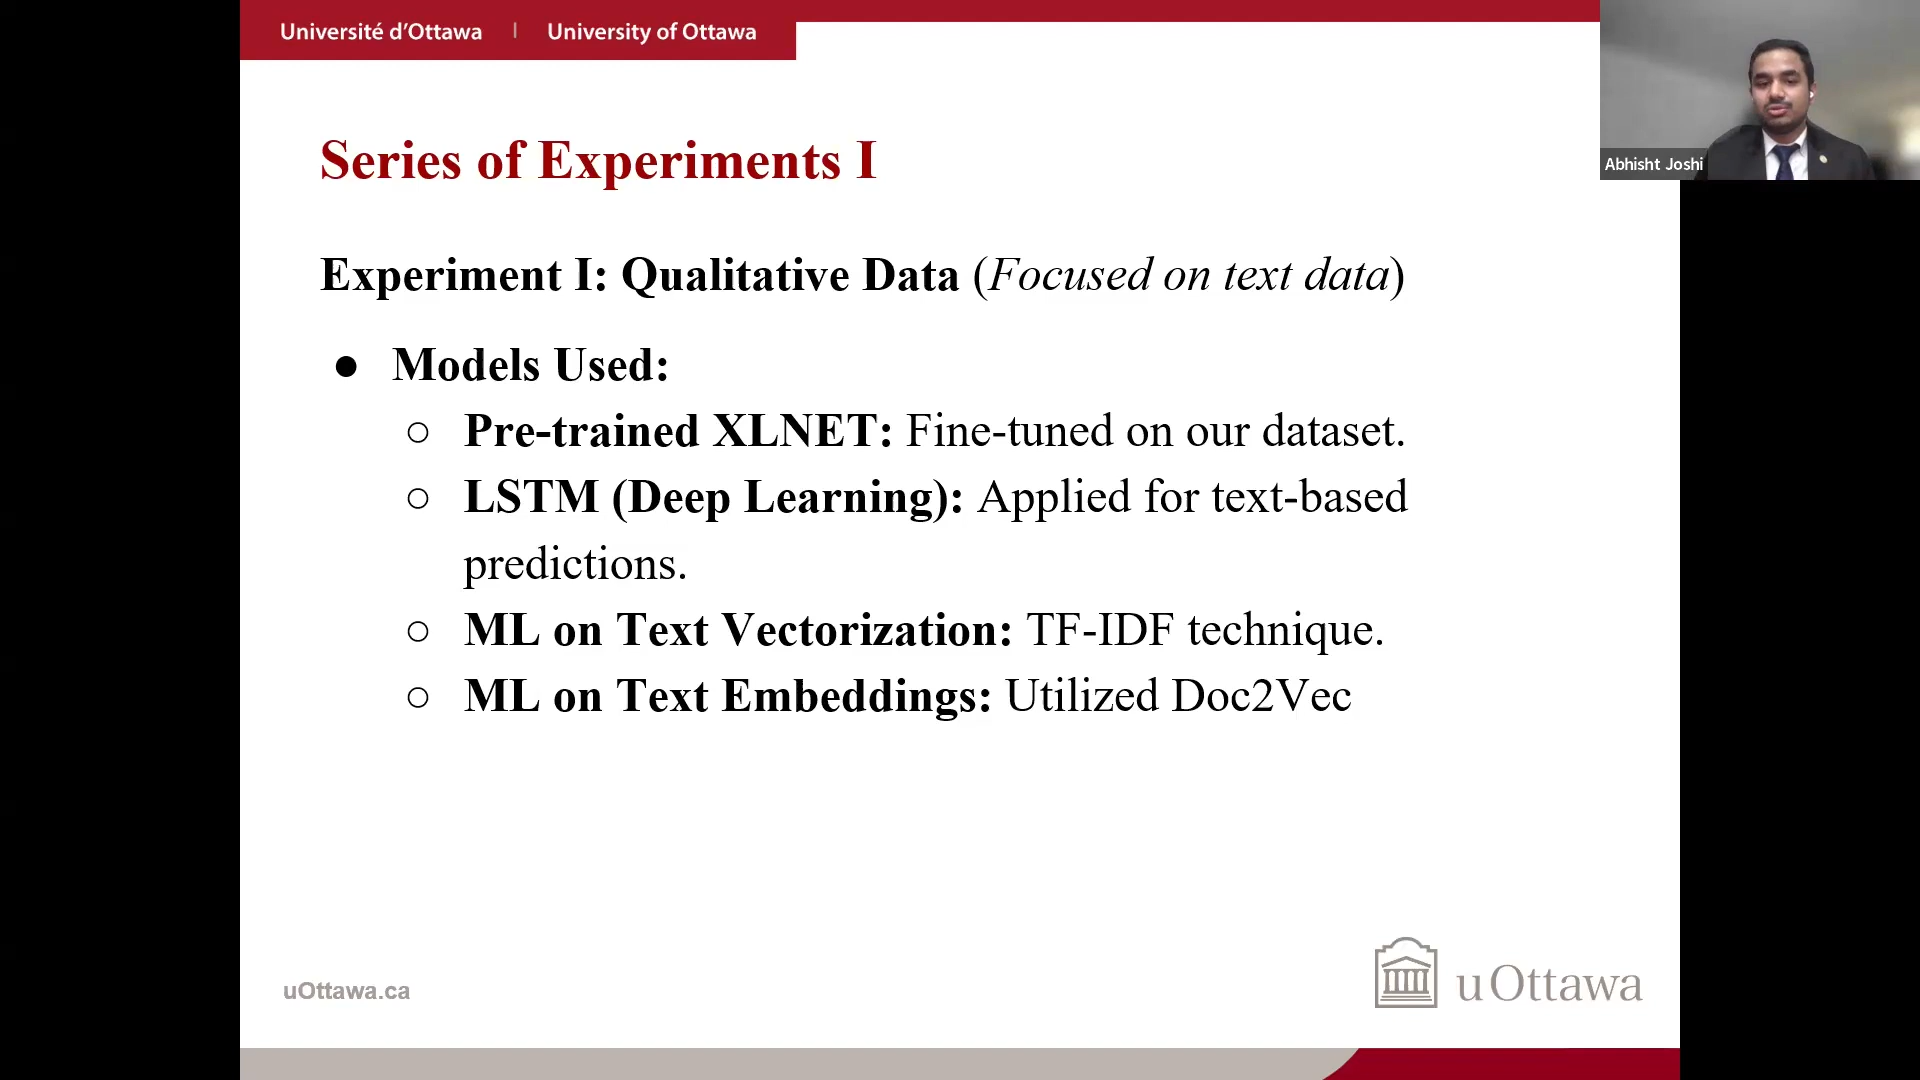 Université d'Ottawa | University of Ottawa
Abhisht Joshi
Series of Experiments I
Experiment I: Qualitative Data (Focused on text data)
● Models Used:
○ Pre-trained XLNET: Fine-tuned on our dataset.
○ LSTM (Deep Learning): Applied for text-based
predictions.
○ ML on Text Vectorization: TF-IDF technique.
○ ML on Text Embeddings: Utilized Doc2Vec
uOttawa.ca
uOttawa